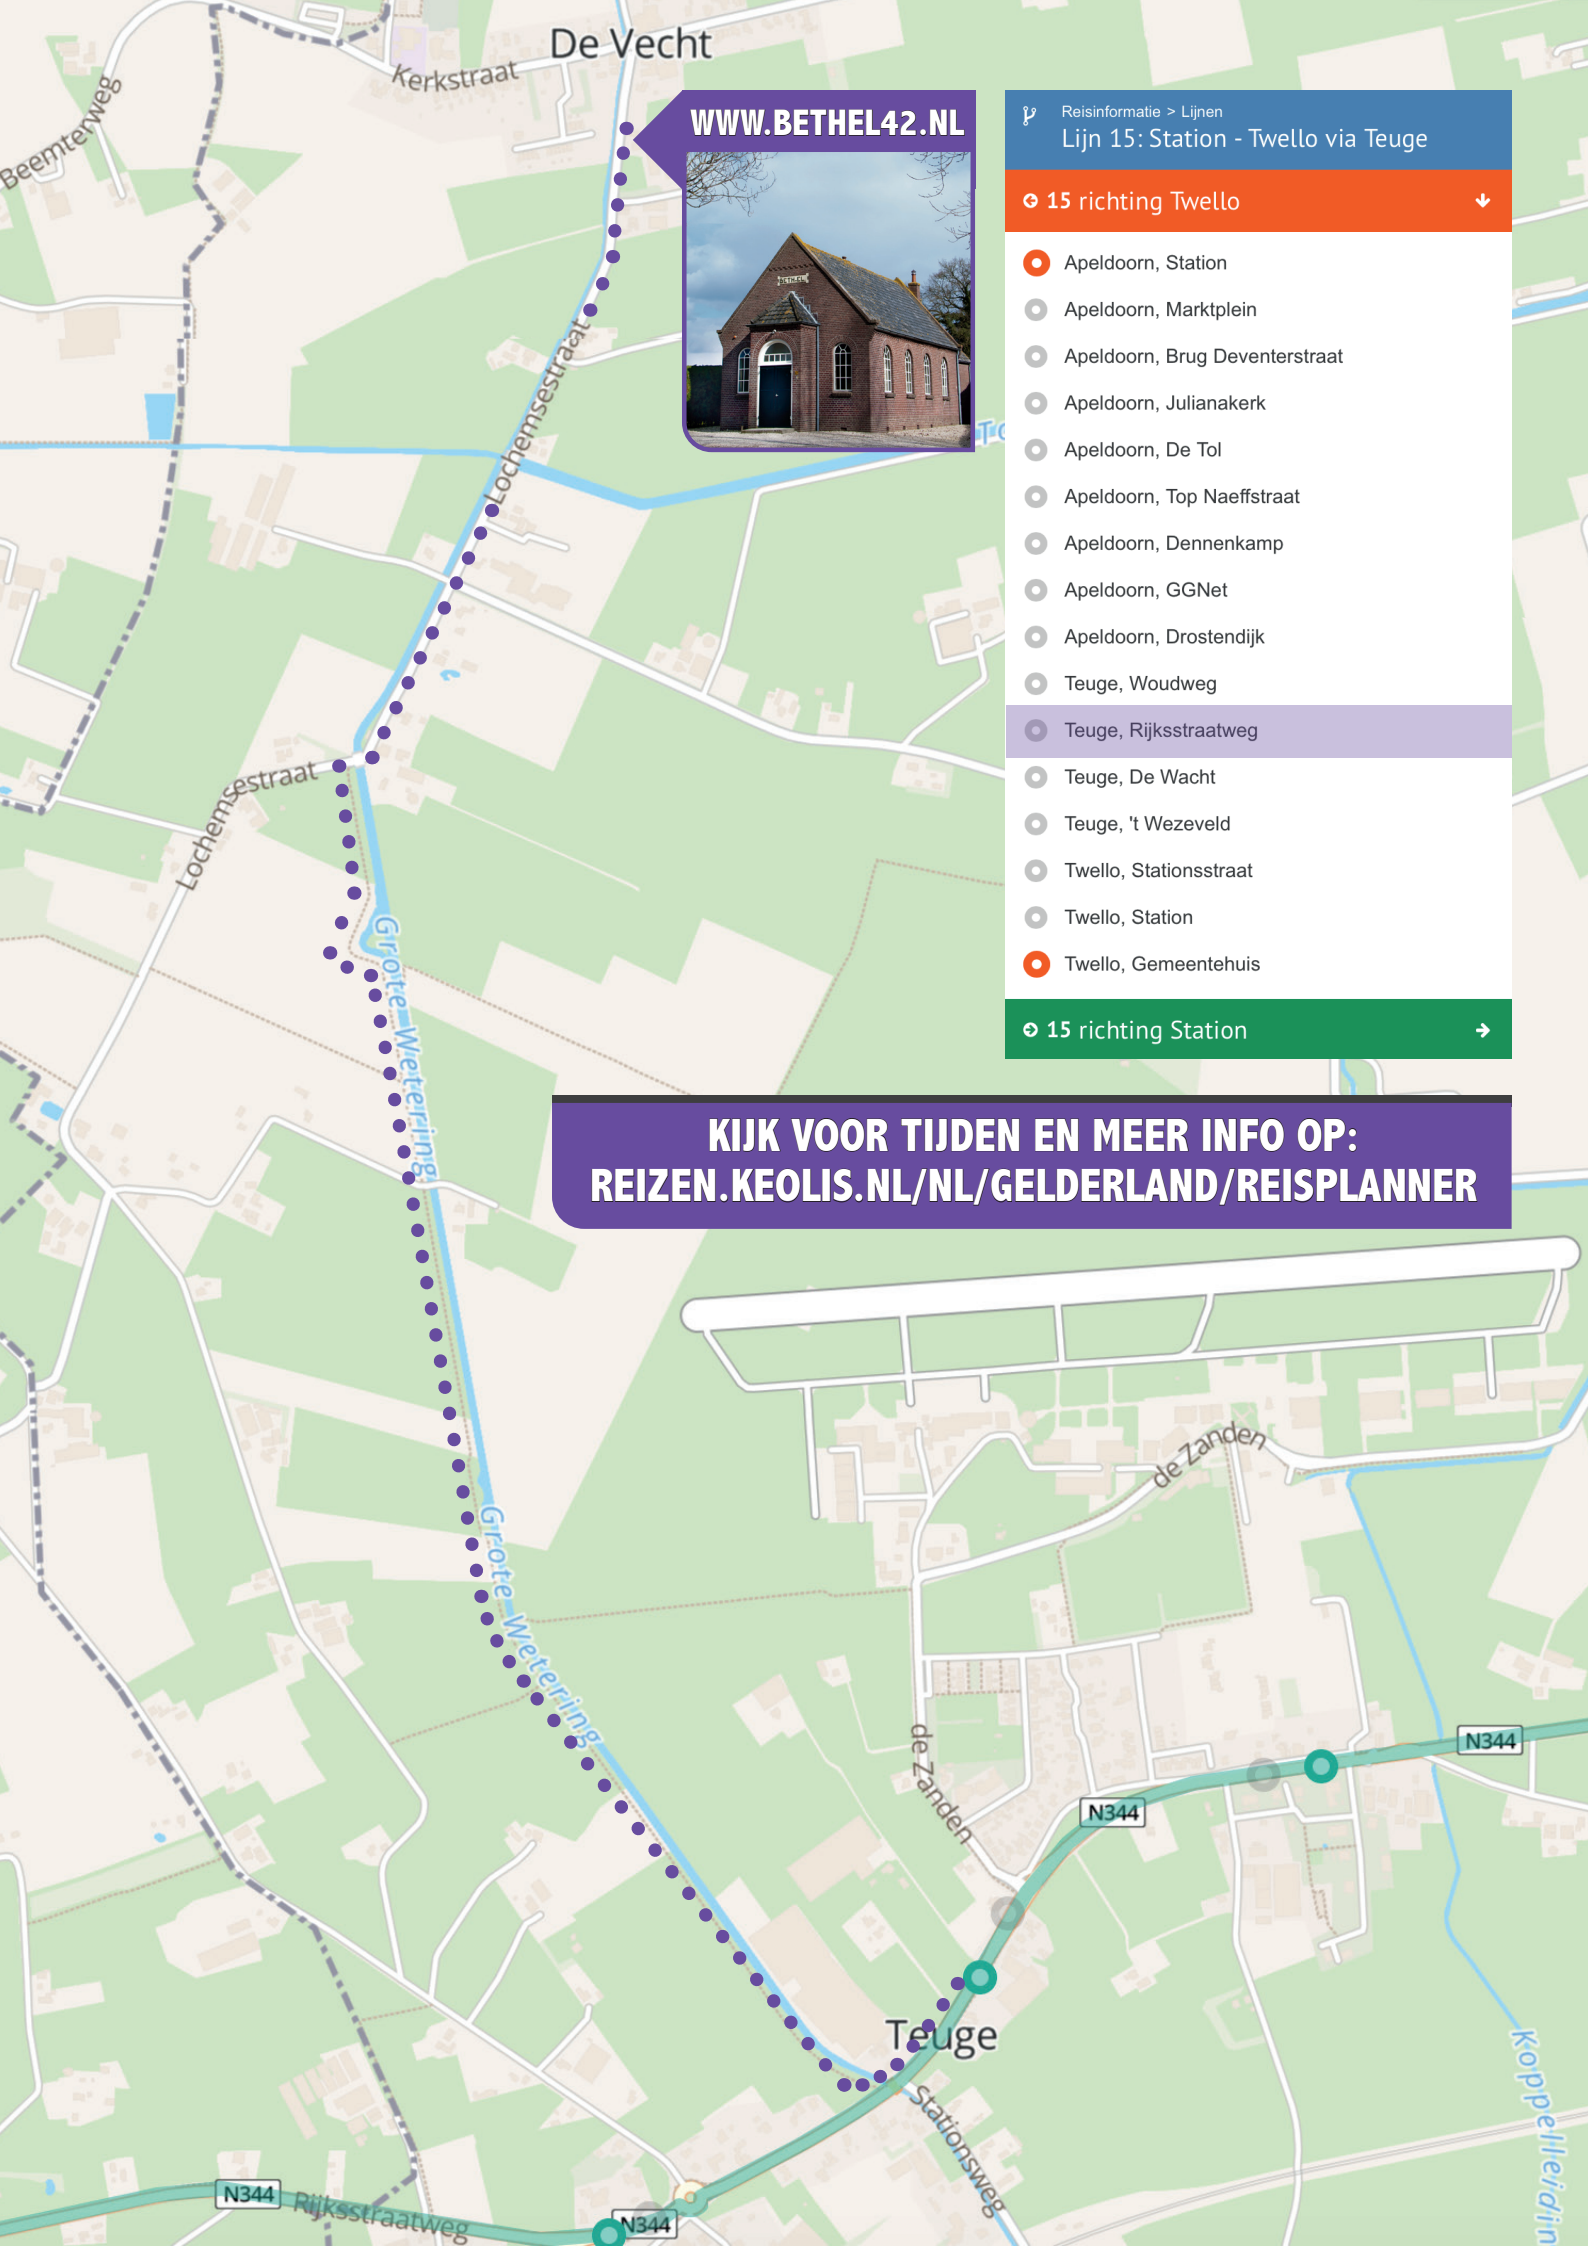 De Vecht
Kerkstraat
Beemterweg
WWW.BETHEL42.NL
BETHEL
Reisinformatie > Lijnen
Lijn 15: Station - Twello via Teuge
15 richting Twello
Apeldoorn, Station
Apeldoorn, Marktplein
Apeldoorn, Brug Deventerstraat
Apeldoorn, Julianakerk
Apeldoorn, De Tol
Apeldoorn, Top Naeffstraat
Apeldoorn, Dennenkamp
Apeldoorn, GGNet
Apeldoorn, Drostendijk
Teuge, Woudweg
Teuge, Rijksstraatweg
Teuge, De Wacht
Teuge, 't Wezeveld
Twello, Stationsstraat
Twello, Station
Twello, Gemeentehuis
15 richting Station
Lochemsestraat
Lochemsestraat
Grote Wetering
KIJK VOOR TIJDEN EN MEER INFO OP:
REIZEN.KEOLIS.NL/NL/GELDERLAND/REISPLANNER
de Zanden
Grote Wetering
de Zanden
N344
N344
Teuge
Stationsweg
Koppelleidin
N344
Rijksstraatweg
N344